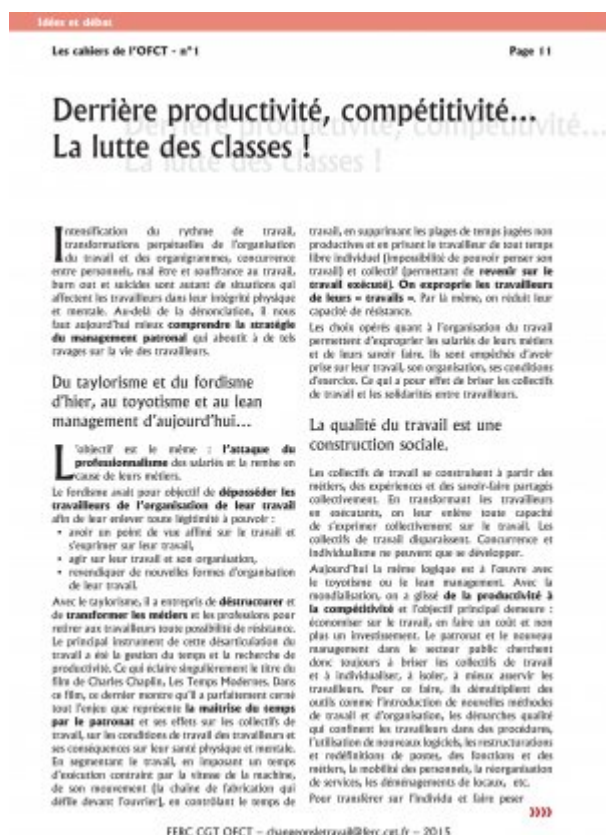 Idées et débat
Les cahiers de l'OFCT - n°1
Page 11
Derrière productivité, compétitivité...
La lutte des classes !
Intensification du rythme de travail,
transformations perpétuelles de l'organisation
du travail et des organigrammes, concurrence
entre personnels, mal être et souffrance au travail,
burn out et suicides sont autant de situations qui
affectent les travailleurs dans leur intégrité physique
et mentale. Au-delà de la dénonciation, il nous
faut aujourd'hui mieux comprendre la stratégie
du management patronal qui aboutit à de tels
ravages sur la vie des travailleurs.
Du taylorisme et du fordisme
d'hier, au toyotisme et au lean
management d'aujourd'hui...
L'objectif est le même : l'attaque du
professionnalisme des salariés et la remise en
cause de leurs métiers.
Le fordisme avait pour objectif de déposséder les
travailleurs de l'organisation de leur travail
afin de leur enlever toute légitimité à pouvoir :
• avoir un point de vue affiné sur le travail et
s'exprimer sur leur travail,
• agir sur leur travail et son organisation,
• revendiquer de nouvelles formes d'organisation
de leur travail.
Avec le taylorisme, il a entrepris de déstructurer et
de transformer les métiers et les professions pour
retirer aux travailleurs toute possibilité de résistance.
Le principal instrument de cette désarticulation du
travail a été la gestion du temps et la recherche de
productivité. Ce qui éclaire singulièrement le titre du
film de Charles Chaplin, Les Temps Modernes. Dans
ce film, ce dernier montre qu'il a parfaitement cerné
tout l'enjeu que représente la maîtrise du temps
par le patronat et ses effets sur les collectifs de
travail, sur les conditions de travail des travailleurs et
ses conséquences sur leur santé physique et mentale.
En segmentant le travail, en imposant un temps
d'exécution contraint par la vitesse de la machine,
de son mouvement (la chaîne de fabrication qui
défile devant l'ouvrier), en contrôlant le temps de
travail, en supprimant les plages de temps jugées non
productives et en privant le travailleur de tout temps
libre individuel (impossibilité de pouvoir penser son
travail) et collectif (permettant de revenir sur le
travail exécuté). On exproprie les travailleurs
de leurs « travails ». Par là même, on réduit leur
capacité de résistance.
Les choix opérés quant à l'organisation du travail
permettent d'exproprier les salariés de leurs métiers
et de leurs savoir faire. Ils sont empêchés d'avoir
prise sur leur travail, son organisation, ses conditions
d'exercice. Ce qui a pour effet de briser les collectifs
de travail et les solidarités entre travailleurs.
La qualité du travail est une
construction sociale.
Les collectifs de travail se construisent à partir des
métiers, des expériences et des savoir-faire partagés
collectivement. En transformant les travailleurs
en exécutants, on leur enlève toute capacité
de s'exprimer collectivement sur le travail. Les
collectifs de travail disparaissent. Concurrence et
individualisme ne peuvent que se développer.
Aujourd'hui la même logique est à l'œuvre avec
le toyotisme ou le lean management. Avec la
mondialisation, on a glissé de la productivité à
la compétitivité et l'objectif principal demeure :
économiser sur le travail, en faire un coût et non
plus un investissement. Le patronat et le nouveau
management dans le secteur public cherchent
donc toujours à briser les collectifs de travail
et à individualiser, à isoler, à mieux asservir les
travailleurs. Pour ce faire, ils démultiplient des
outils comme l'introduction de nouvelles méthodes
de travail et d'organisation, les démarches qualité
qui confinent les travailleurs dans des procédures,
l'utilisation de nouveaux logiciels, les restructurations
et redéfinitions de postes, des fonctions et des
métiers, la mobilité des personnels, la réorganisation
de services, les déménagements de locaux, etc.
Pour transférer sur l'individu et faire peser
»»
FERC CGT OFCT – changeonsletravail@ferc.cgt.fr – 2015